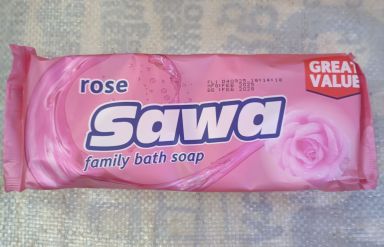 rose
GREAT
VALUE
Sawa
family bath soap